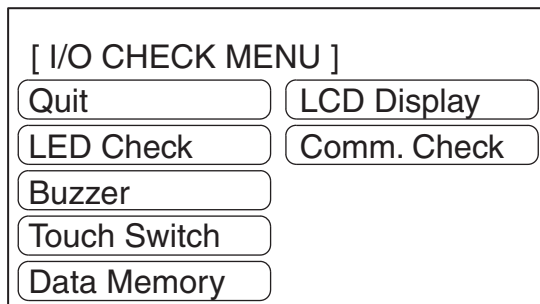 [ I/O CHECK MENU ]
Quit
LCD Display
LED Check
Comm. Check
Buzzer
Touch Switch
Data Memory